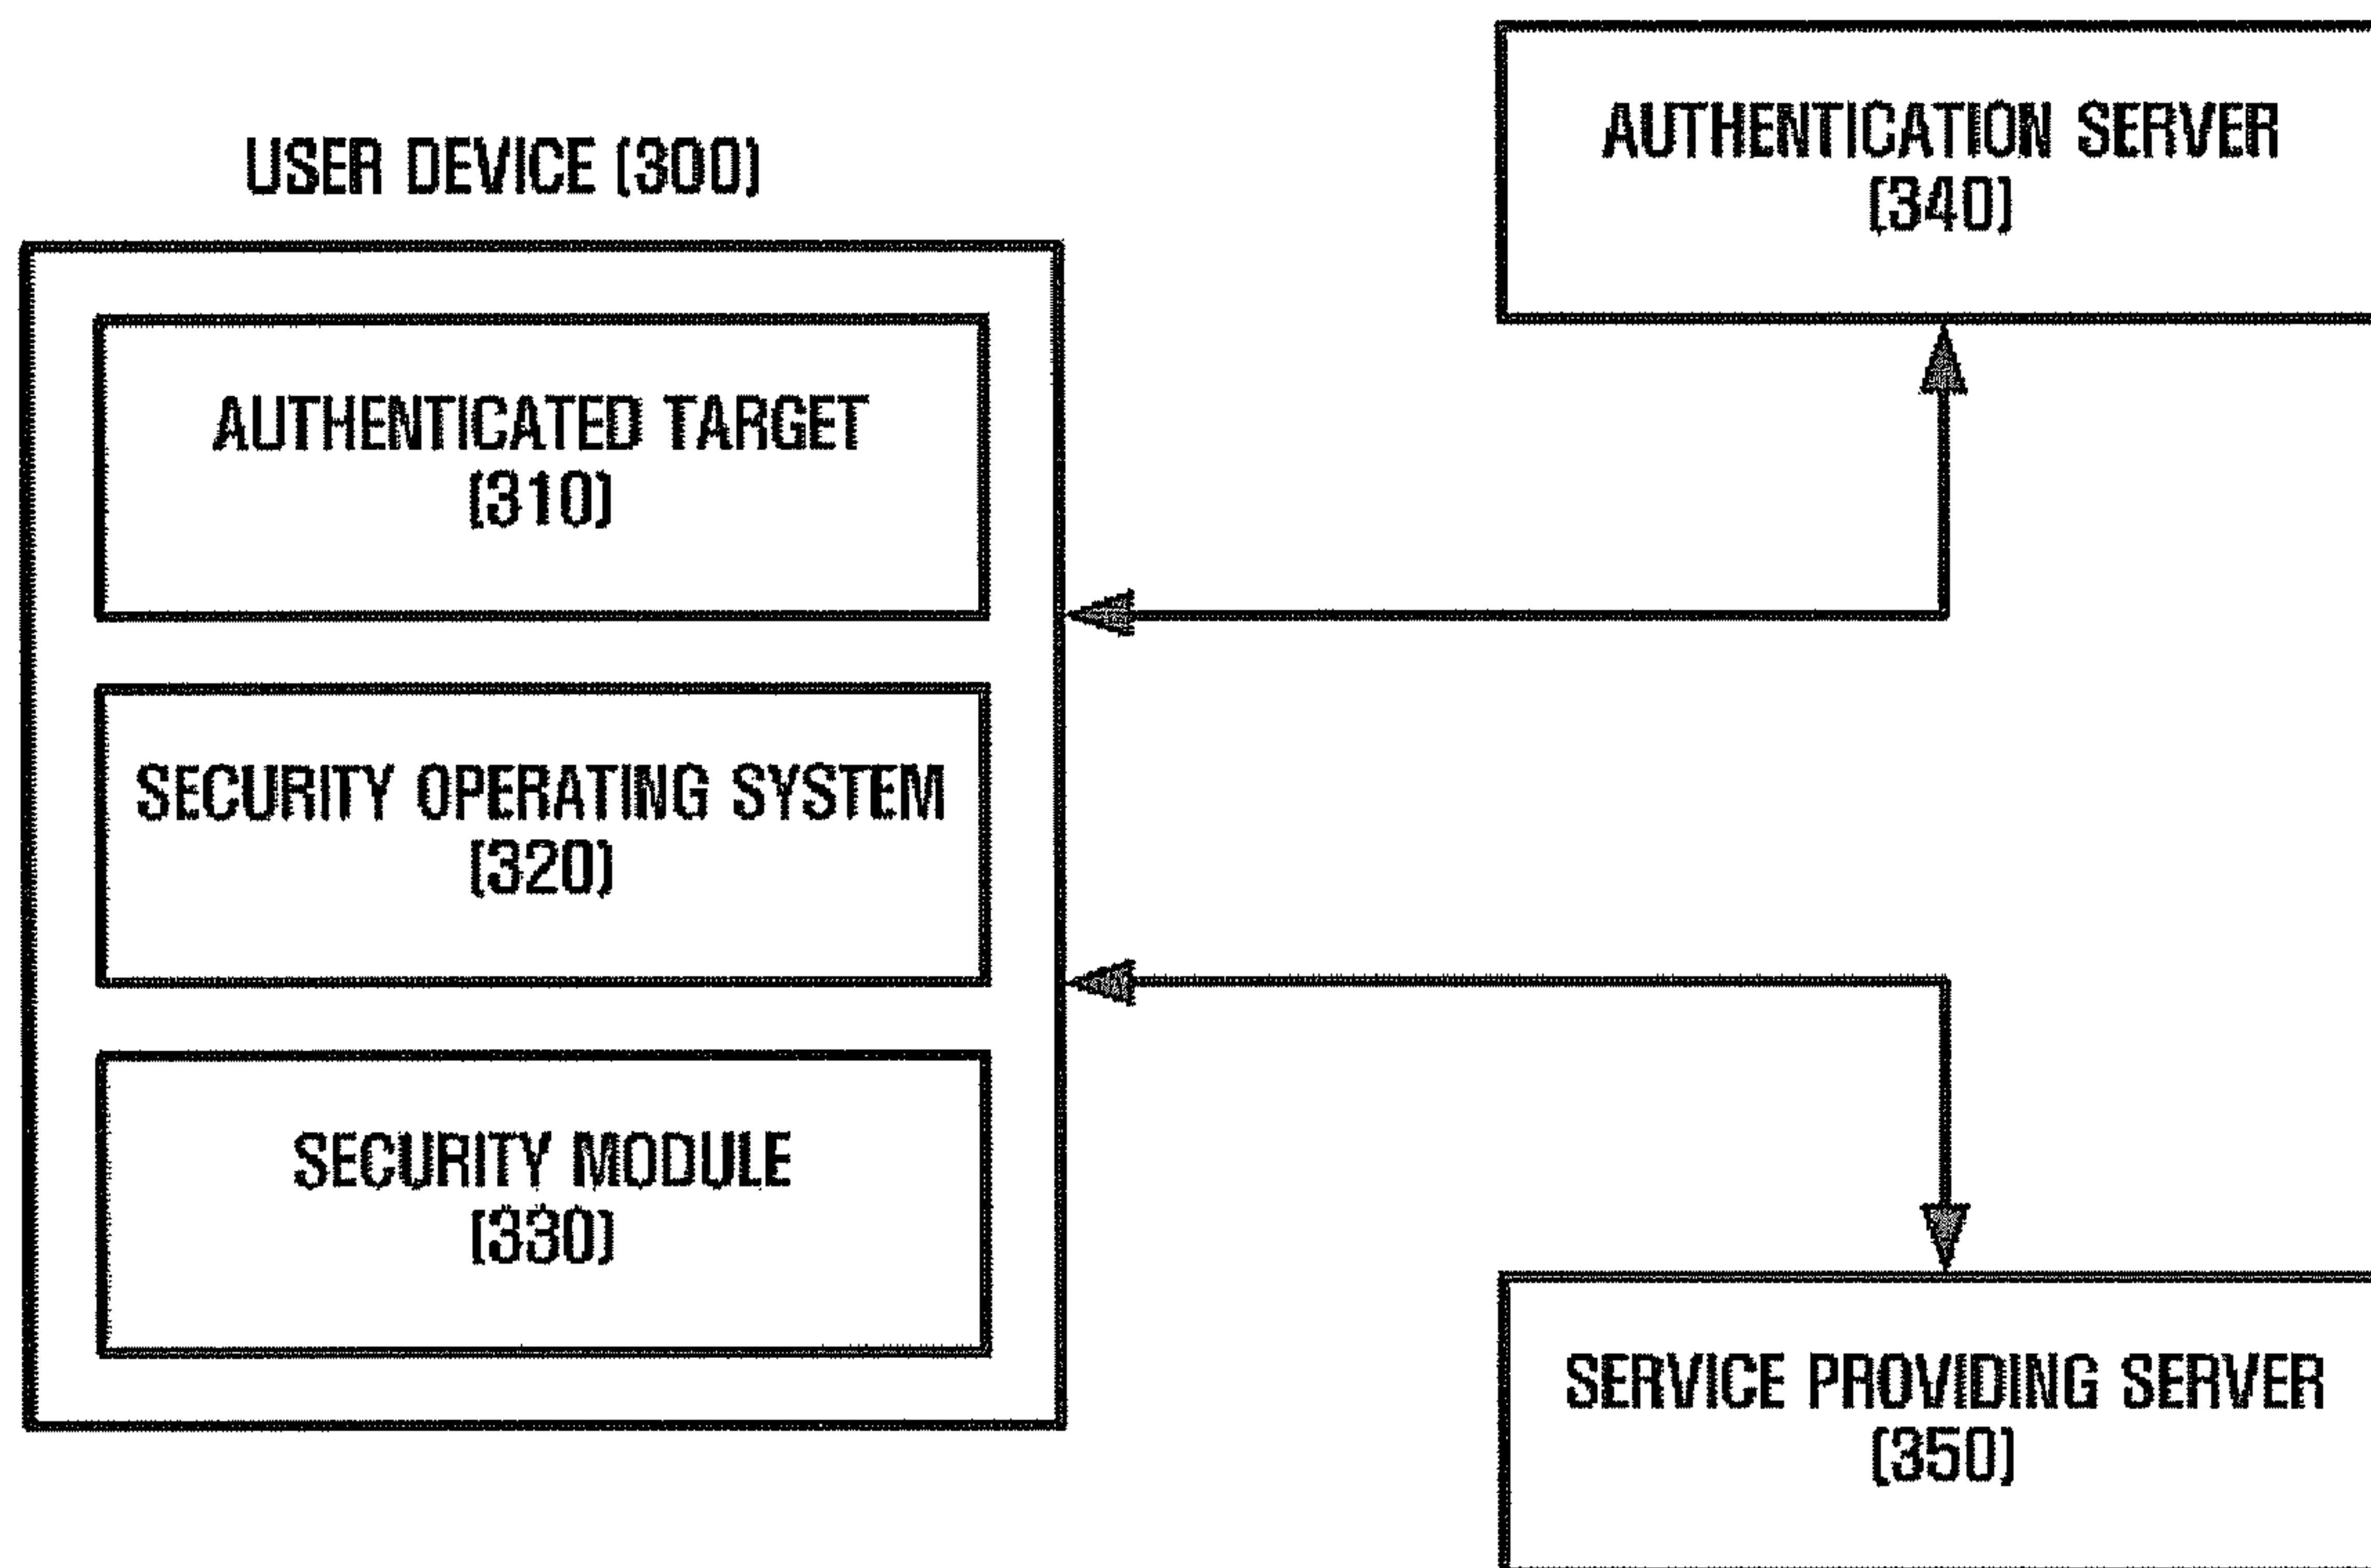 USER DEVICE (300)
AUTHENTICATED TARGET
(310)
SECURITY OPERATING SYSTEM
(320)
SECURITY MODULE
(330)
AUTHENTICATION SERVER
(340)
SERVICE PROVIDING SERVER
(350)